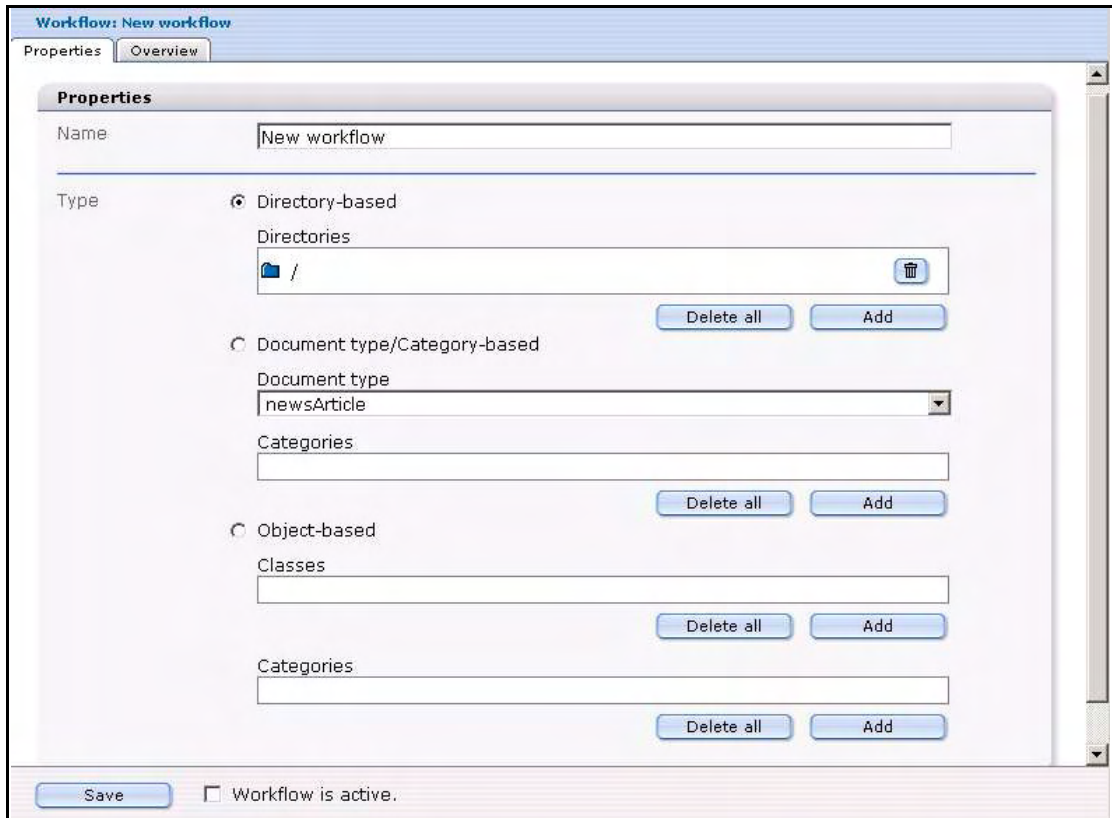 Workflow: New workflow
Properties Overview
Properties
Name New workflow
Type Directory-based
Directories
/
Delete all Add
Document type/Category-based
Document type
newsArticle
Categories
Delete all Add
Object-based
Classes
Delete all Add
Categories
Delete all Add
Save Workflow is active.